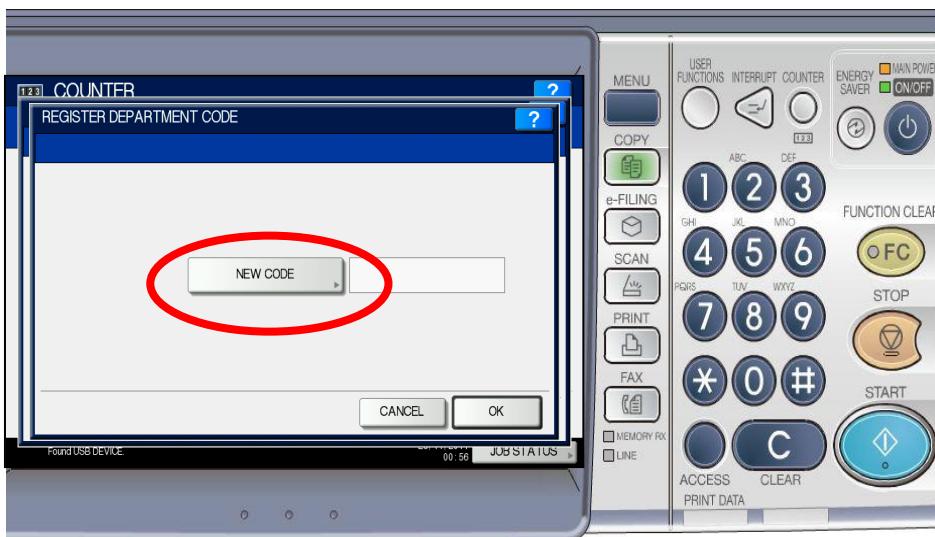 123 COUNTER ?
REGISTER DEPARTMENT CODE ?
NEW CODE
CANCEL OK
Found USB DEVICE.
00:56 JOB STATUS
MENU
COPY
e-FILING
SCAN
PRINT
FAX
MEMORY RX
LINE
USER
FUNCTIONS INTERRUPT COUNTER
123
ENERGY
SAVER
MAIN POWER
ON/OFF
ABC DEF
1 2 3
GHI JKL MNO
4 5 6
PQRS TUV WXYZ
7 8 9
* 0 #
C
ACCESS CLEAR
PRINT DATA
FUNCTION CLEAR
FC
STOP
START